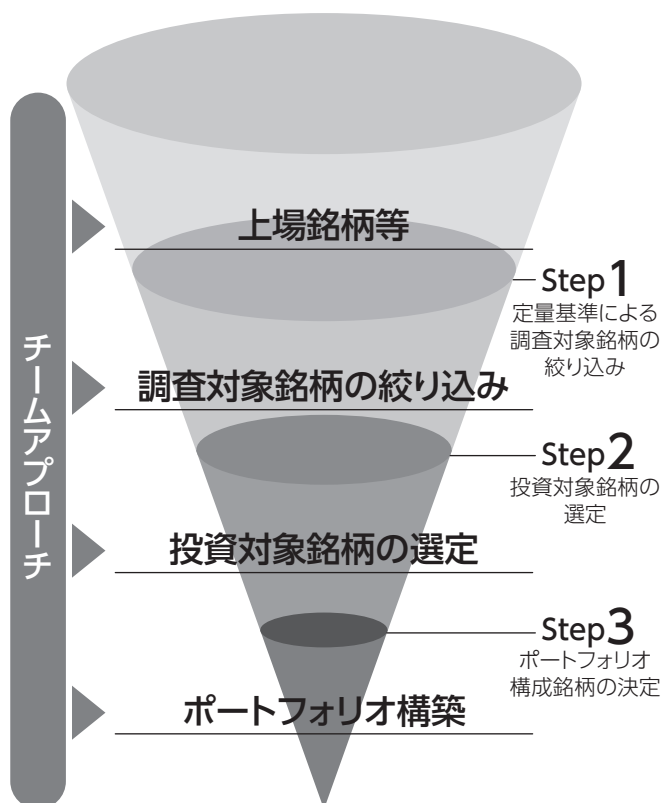 チームアプローチ
上場銘柄等
Step1
定量基準による
調査対象銘柄の
絞り込み
調査対象銘柄の絞り込み
Step2
投資対象銘柄の
選定
投資対象銘柄の選定
Step3
ポートフォリオ
構成銘柄の決定
ポートフォリオ構築